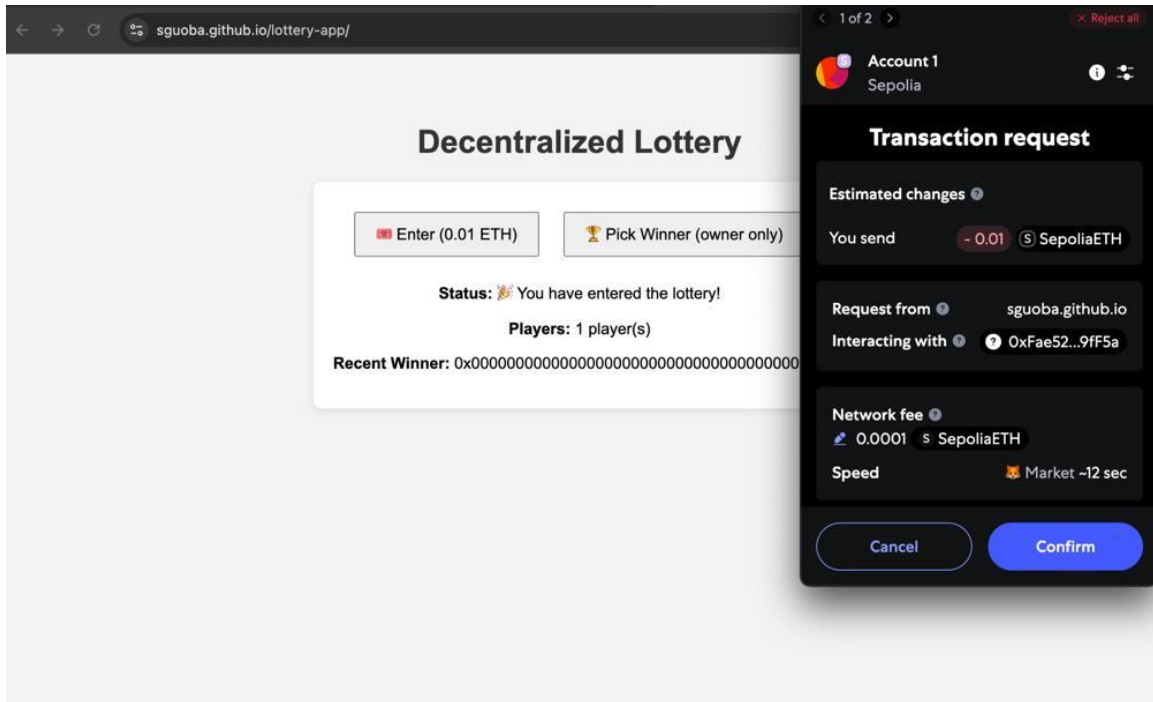 sguoba.github.io/lottery-app/
Decentralized Lottery
🎟️ Enter (0.01 ETH)
🏆 Pick Winner (owner only)
Status: 🎉 You have entered the lottery!
Players: 1 player(s)
Recent Winner: 0x0000000000000000000000000000000000000
1 of 2
Reject all
Account 1
Sepolia
Transaction request
Estimated changes
You send
- 0.01
S SepoliaETH
Request from
sguoba.github.io
Interacting with
0xFae52...9fF5a
Network fee
0.0001 S SepoliaETH
Speed
🦊 Market ~12 sec
Cancel
Confirm